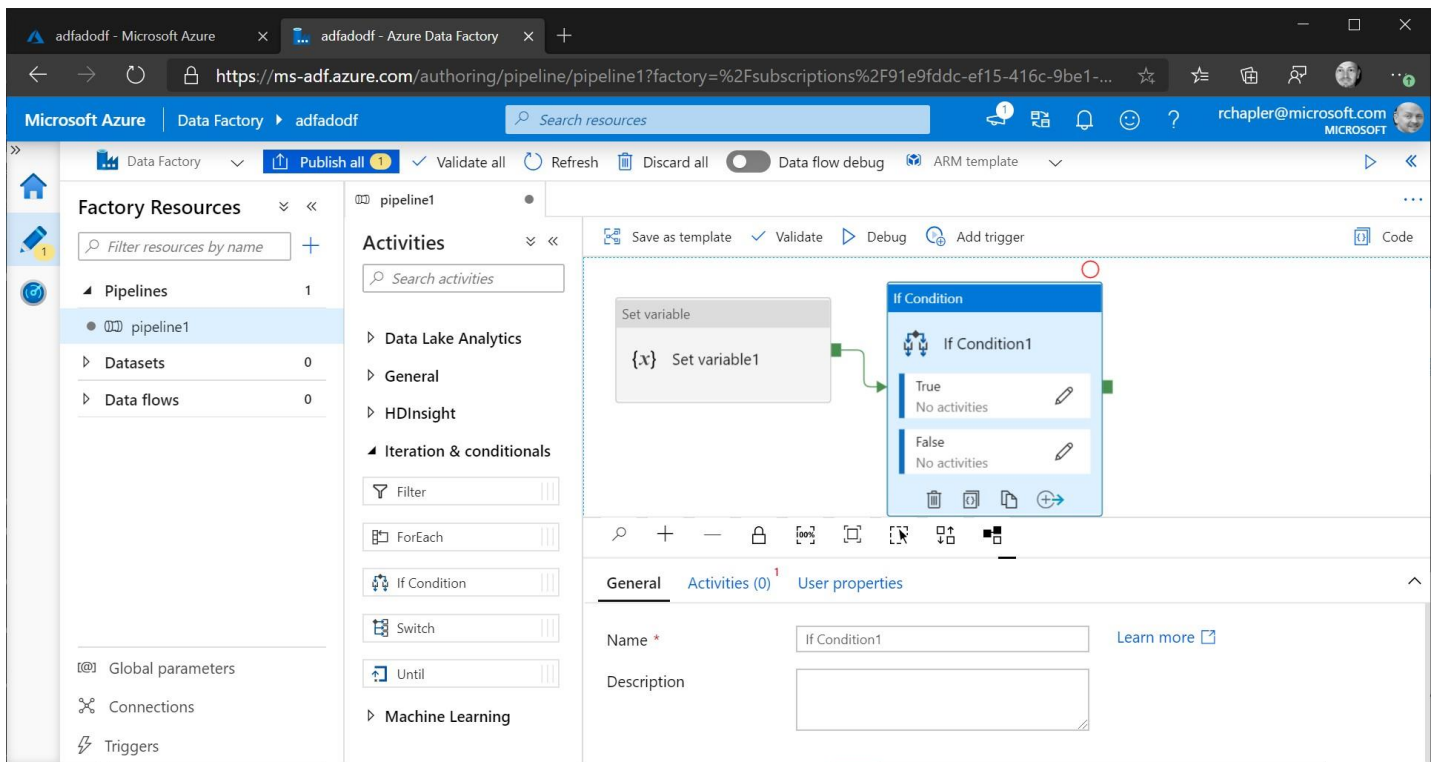 adfadodf - Microsoft Azure
adfadodf - Azure Data Factory
https://ms-adf.azure.com/authoring/pipeline/pipeline1?factory=%2Fsubscriptions%2F91e9fddc-ef15-416c-9be1-...
Microsoft Azure
Data Factory
adfadodf
Search resources
1
rchapler@microsoft.com
MICROSOFT
Data Factory
Publish all 1
Validate all
Refresh
Discard all
Data flow debug
ARM template
1
Factory Resources
Filter resources by name
Pipelines 1
pipeline1
Datasets 0
Data flows 0
Global parameters
Connections
Triggers
pipeline1
Activities
Search activities
Data Lake Analytics
General
HDInsight
Iteration & conditionals
Filter
ForEach
If Condition
Switch
Until
Machine Learning
Save as template
Validate
Debug
Add trigger
Code
Set variable
{x} Set variable1
If Condition
If Condition1
True
No activities
False
No activities
100%
General
Activities (0) 1
User properties
Name *
If Condition1
Learn more
Description